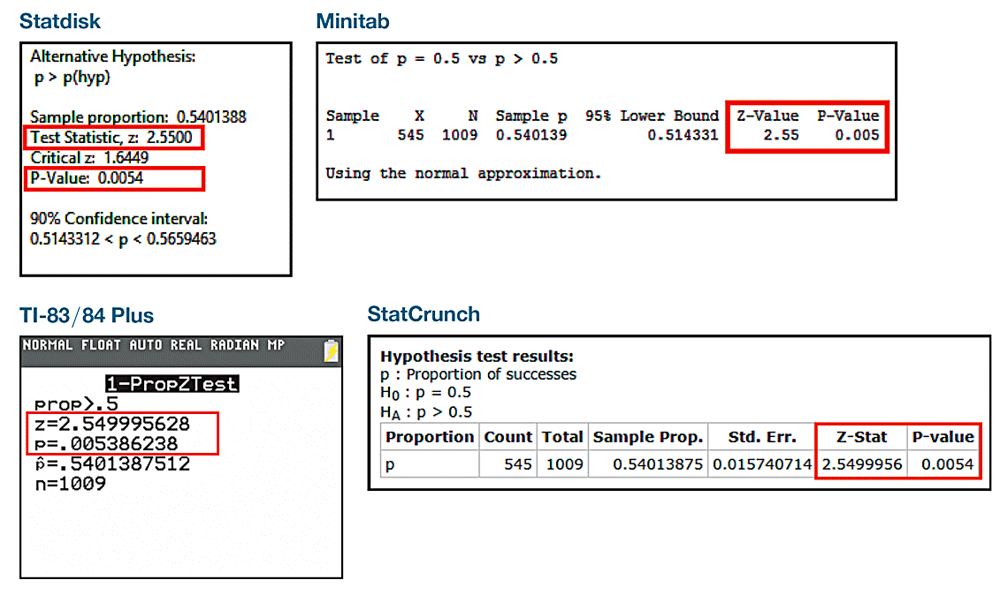 Statdisk
Alternative Hypothesis:
p > p(hyp)
Sample proportion: 0.5401388
Test Statistic, z: 2.5500
Critical z: 1.6449
P-Value: 0.0054
90% Confidence interval:
0.5143312 < p < 0.5659463
Minitab
Test of p = 0.5 vs p > 0.5
Sample X N Sample p 95% Lower Bound Z-Value P-Value
1 545 1009 0.540139 0.514331 2.55 0.005
Using the normal approximation.
TI-83/84 Plus
NORMAL FLOAT AUTO REAL RADIAN MP
1-PropZTest
prop>.5
z=2.549995628
p=.005386238
p̂=.5401387512
n=1009
StatCrunch
Hypothesis test results:
p : Proportion of successes
H₀ : p = 0.5
H_A : p > 0.5
Proportion Count Total Sample Prop. Std. Err. Z-Stat P-value
p 545 1009 0.54013875 0.015740714 2.5499956 0.0054